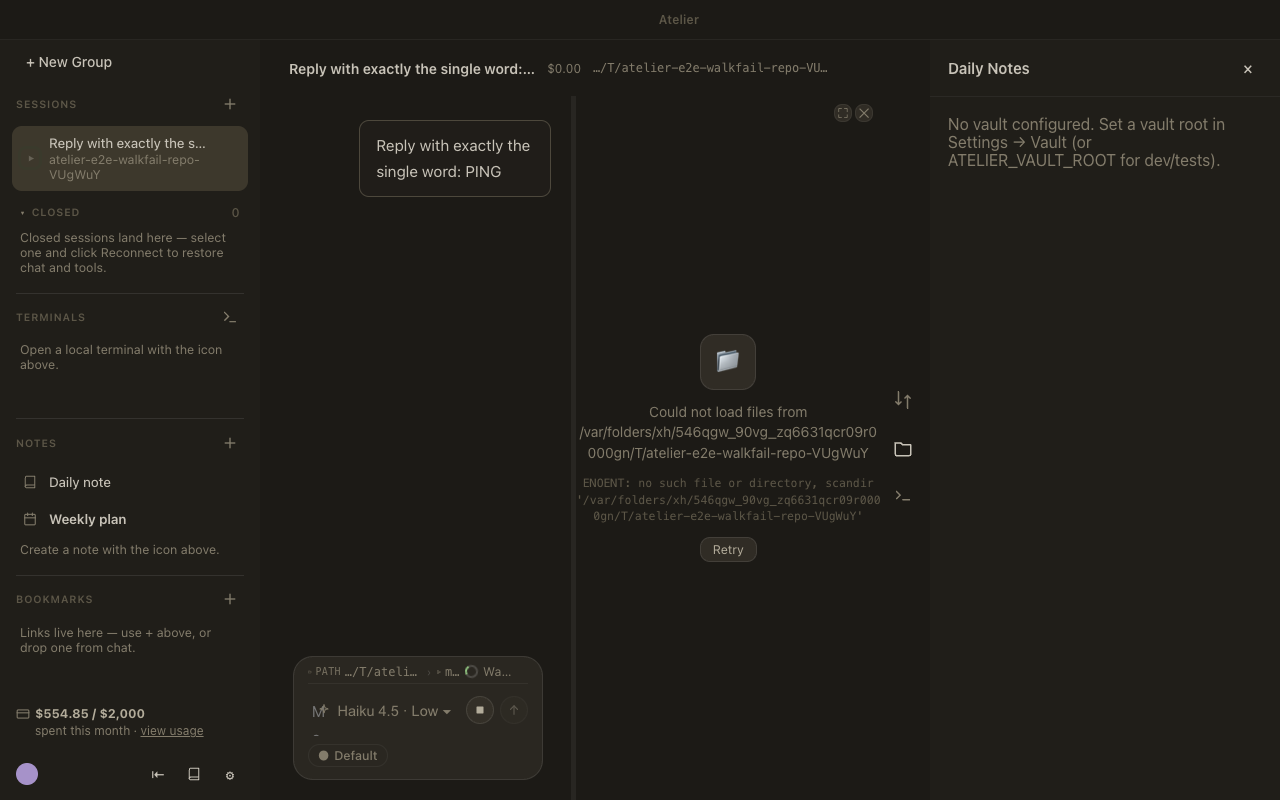 Atelier
+ New Group
SESSIONS
Reply with exactly the s...
atelier-e2e-walkfail-repo-
VUgWuY
CLOSED 0
Closed sessions land here — select
one and click Reconnect to restore
chat and tools.
TERMINALS
Open a local terminal with the icon
above.
NOTES
Daily note
Weekly plan
Create a note with the icon above.
BOOKMARKS
Links live here — use + above, or
drop one from chat.
$554.85 / $2,000
spent this month · view usage
Reply with exactly the single word:... $0.00 …/T/atelier-e2e-walkfail-repo-VU…
Reply with exactly the
single word: PING
Could not load files from
/var/folders/xh/546qgw_90vg_zq6631qcr09r0
000gn/T/atelier-e2e-walkfail-repo-VUgWuY
ENOENT: no such file or directory, scandir
'/var/folders/xh/546qgw_90vg_zq6631qcr09r000
0gn/T/atelier-e2e-walkfail-repo-VUgWuY'
Retry
PATH …/T/ateli… › m… Wa...
Haiku 4.5 · Low
Default
Daily Notes
No vault configured. Set a vault root in
Settings → Vault (or
ATELIER_VAULT_ROOT for dev/tests).